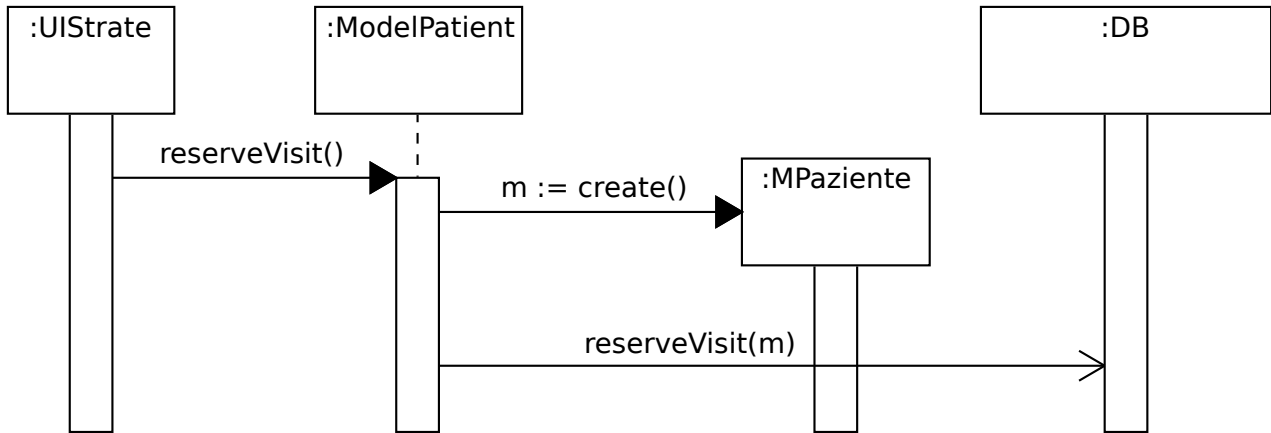 :UIStrate
:ModelPatient
:DB
reserveVisit()
:MPaziente
m := create()
reserveVisit(m)